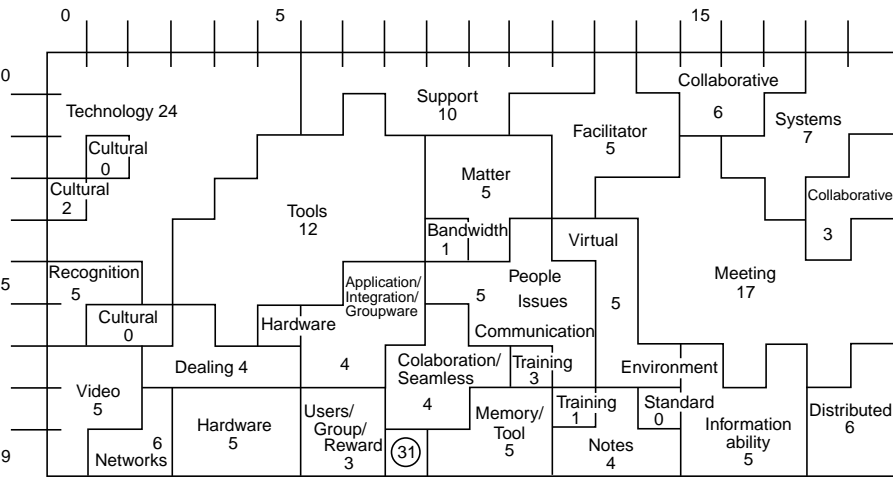 0 5 15
0
Collaborative
6
Technology 24
Support
10
Systems
7
Facilitator
5
Cultural
0
Matter
5
Cultural
2
Collaborative
3
Tools
12
Bandwidth
1
Virtual
5
Recognition
5
5
People
Issues
5
Meeting
17
Application/
Integration/
Groupware
4
Cultural
0
Hardware
Communication
Dealing 4
Colaboration/
Seamless
4
Training
3
Environment
Video
5
Users/
Group/
Reward
3
Memory/
Tool
5
Training
1
Standard
0
Distributed
6
Hardware
5
Information
ability
5
9
6
Networks
31
Notes
4